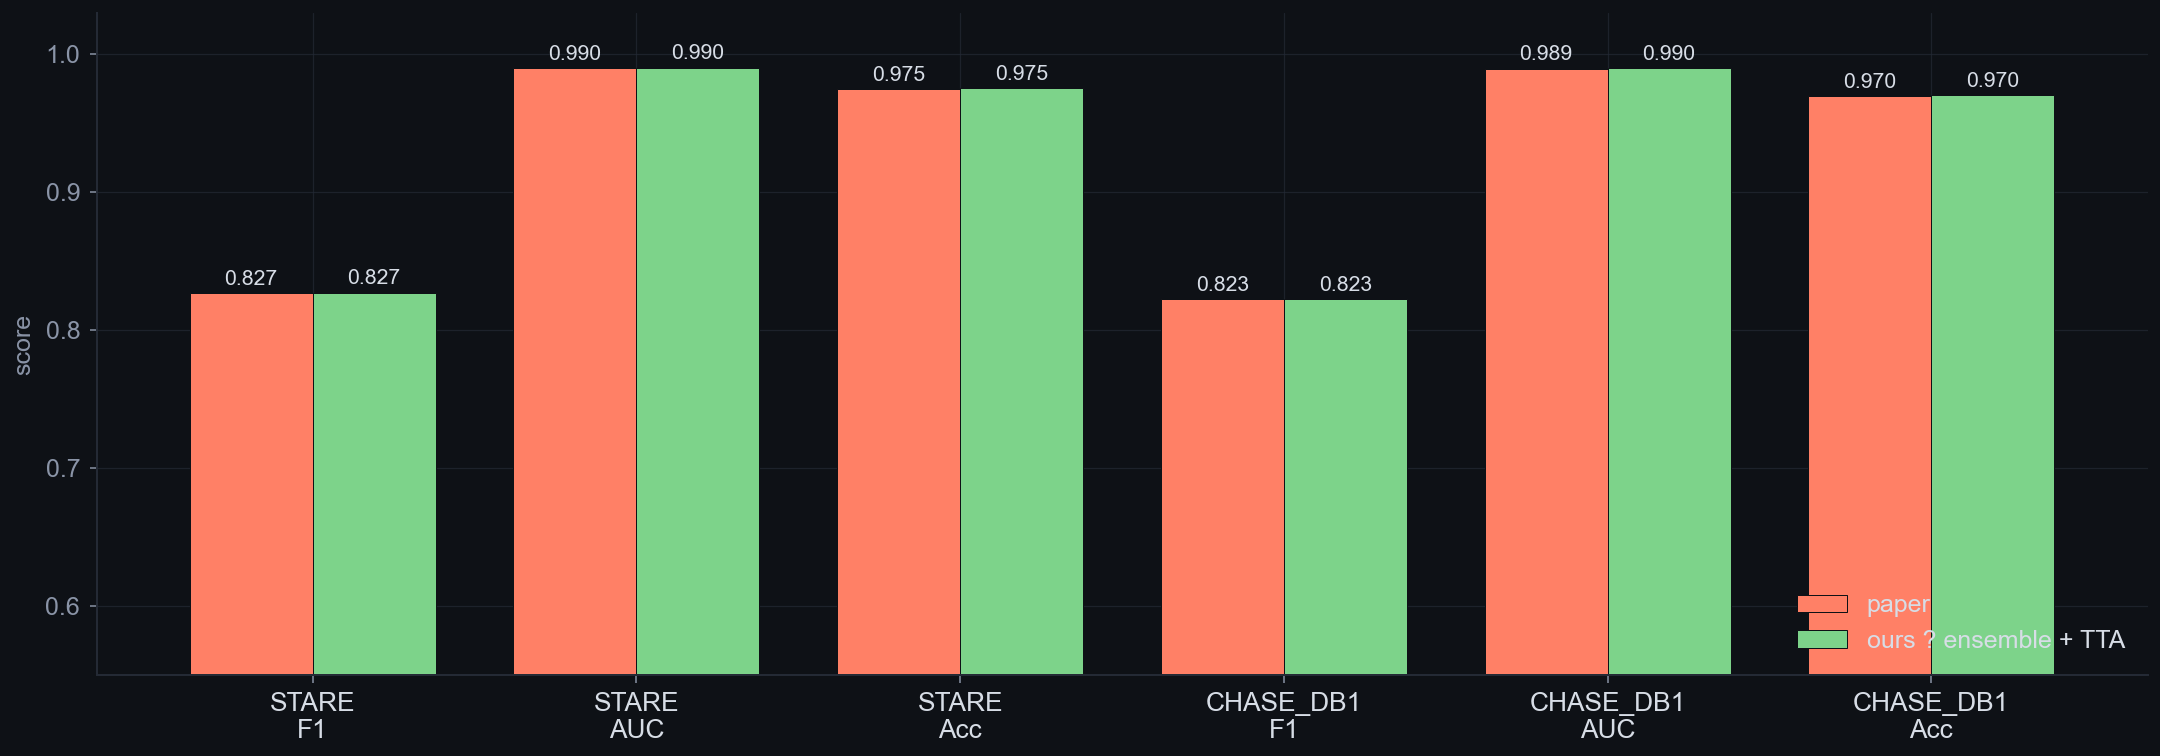 1.0
0.9
0.8
0.7
0.6
score
0.827 0.827
0.990 0.990
0.975 0.975
0.823 0.823
0.989 0.990
0.970 0.970
paper
ours ? ensemble + TTA
STARE
F1
STARE
AUC
STARE
Acc
CHASE_DB1
F1
CHASE_DB1
AUC
CHASE_DB1
Acc